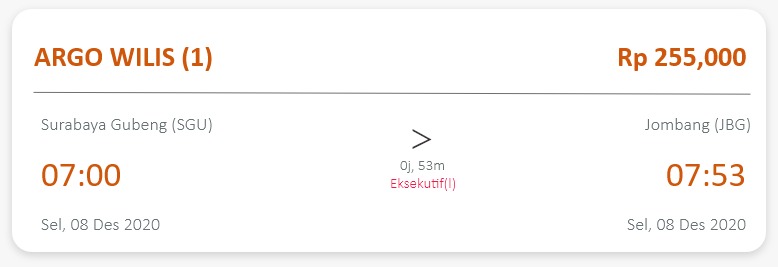 ARGO WILIS (1) Rp 255,000
Surabaya Gubeng (SGU) > Jombang (JBG)
0j, 53m
07:00 Eksekutif(I) 07:53
Sel, 08 Des 2020 Sel, 08 Des 2020